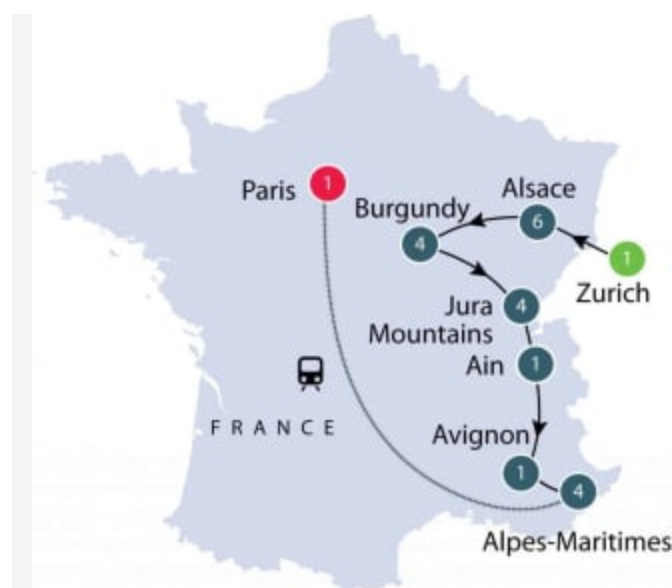 Paris
1
Burgundy
4
Alsace
6
1
Zurich
Jura
Mountains
4
Ain
1
FRANCE
Avignon
1
4
Alpes-Maritimes